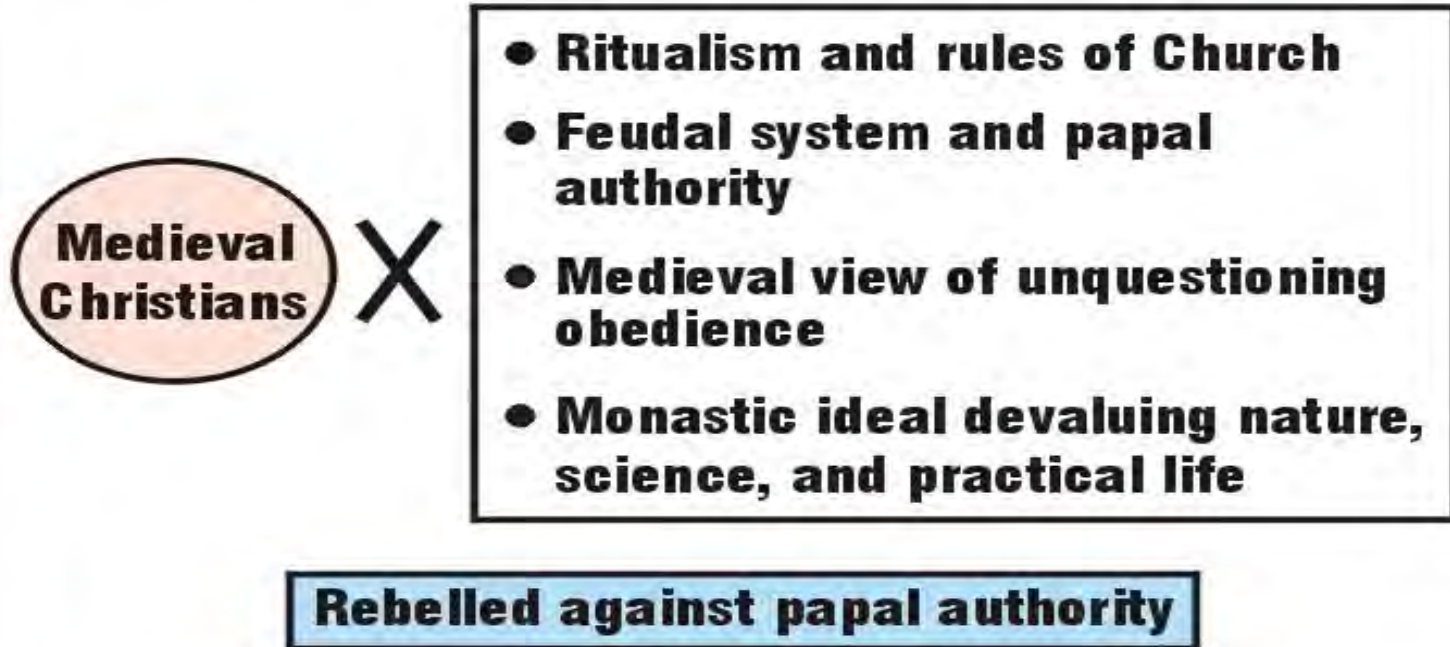 Medieval
Christians
X
● Ritualism and rules of Church
● Feudal system and papal
authority
● Medieval view of unquestioning
obedience
● Monastic ideal devaluing nature,
science, and practical life
Rebelled against papal authority